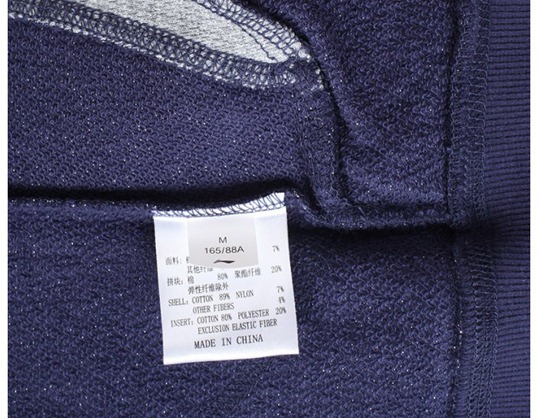 M
165/88A
面料: 7%
其他纤维
拼块: 棉 80% 聚酯纤维 20%
弹性纤维除外
SHELL: COTTON 89% NYLON 7%
OTHER FIBERS 4%
INSERT: COTTON 80% POLYESTER 20%
EXCLUSION ELASTIC FIBER
MADE IN CHINA